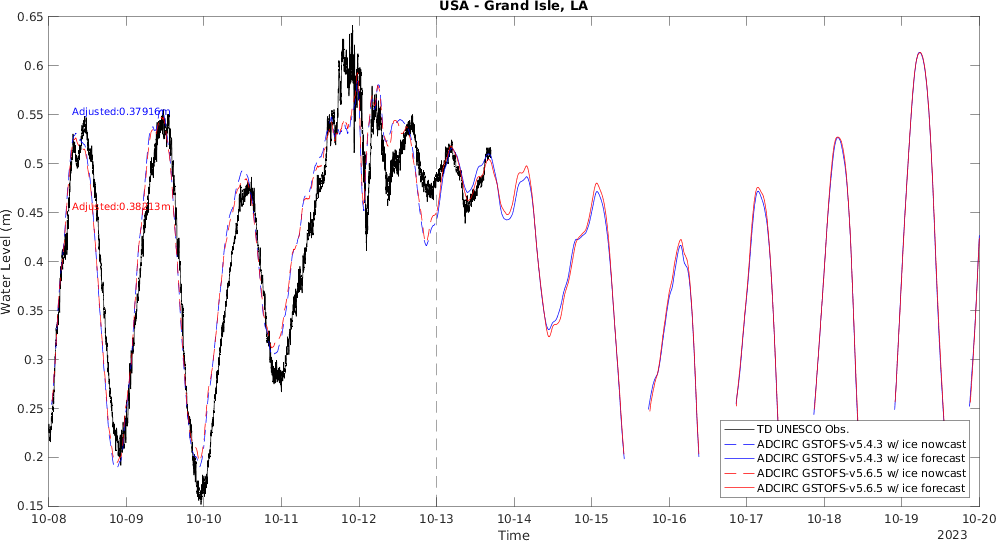 USA - Grand Isle, LA
0.65
0.6
0.55
0.5
0.45
0.4
0.35
0.3
0.25
0.2
0.15
Water Level (m)
Adjusted:0.37916m
Adjusted:0.38213m
TD UNESCO Obs.
ADCIRC GSTOFS-v5.4.3 w/ ice nowcast
ADCIRC GSTOFS-v5.4.3 w/ ice forecast
ADCIRC GSTOFS-v5.6.5 w/ ice nowcast
ADCIRC GSTOFS-v5.6.5 w/ ice forecast
10-08 10-09 10-10 10-11 10-12 10-13 10-14 10-15 10-16 10-17 10-18 10-19 10-20
Time
2023